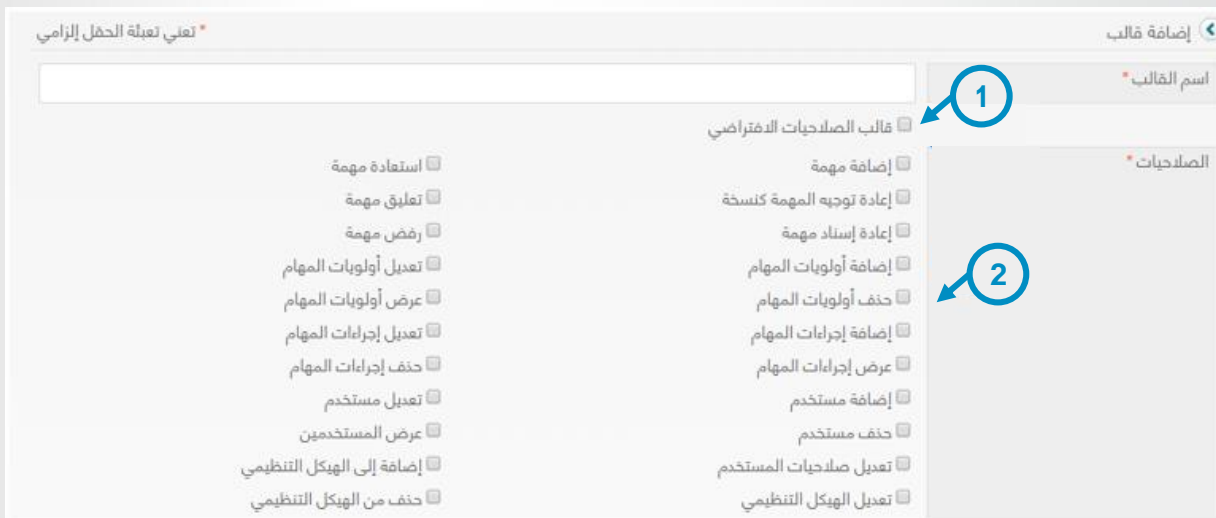 إضافة قالب
* تعني تعبئة الحقل إلزامي
اسم القالب *
1
قالب الصلاحيات الافتراضي
الصلاحيات *
إضافة مهمة
استعادة مهمة
إعادة توجيه المهمة كنسخة
تعليق مهمة
إعادة إسناد مهمة
رفض مهمة
إضافة أولويات المهام
تعديل أولويات المهام
2
حذف أولويات المهام
عرض أولويات المهام
إضافة إجراءات المهام
تعديل إجراءات المهام
عرض إجراءات المهام
حذف إجراءات المهام
إضافة مستخدم
تعديل مستخدم
حذف مستخدم
عرض المستخدمين
تعديل صلاحيات المستخدم
إضافة إلى الهيكل التنظيمي
تعديل الهيكل التنظيمي
حذف من الهيكل التنظيمي